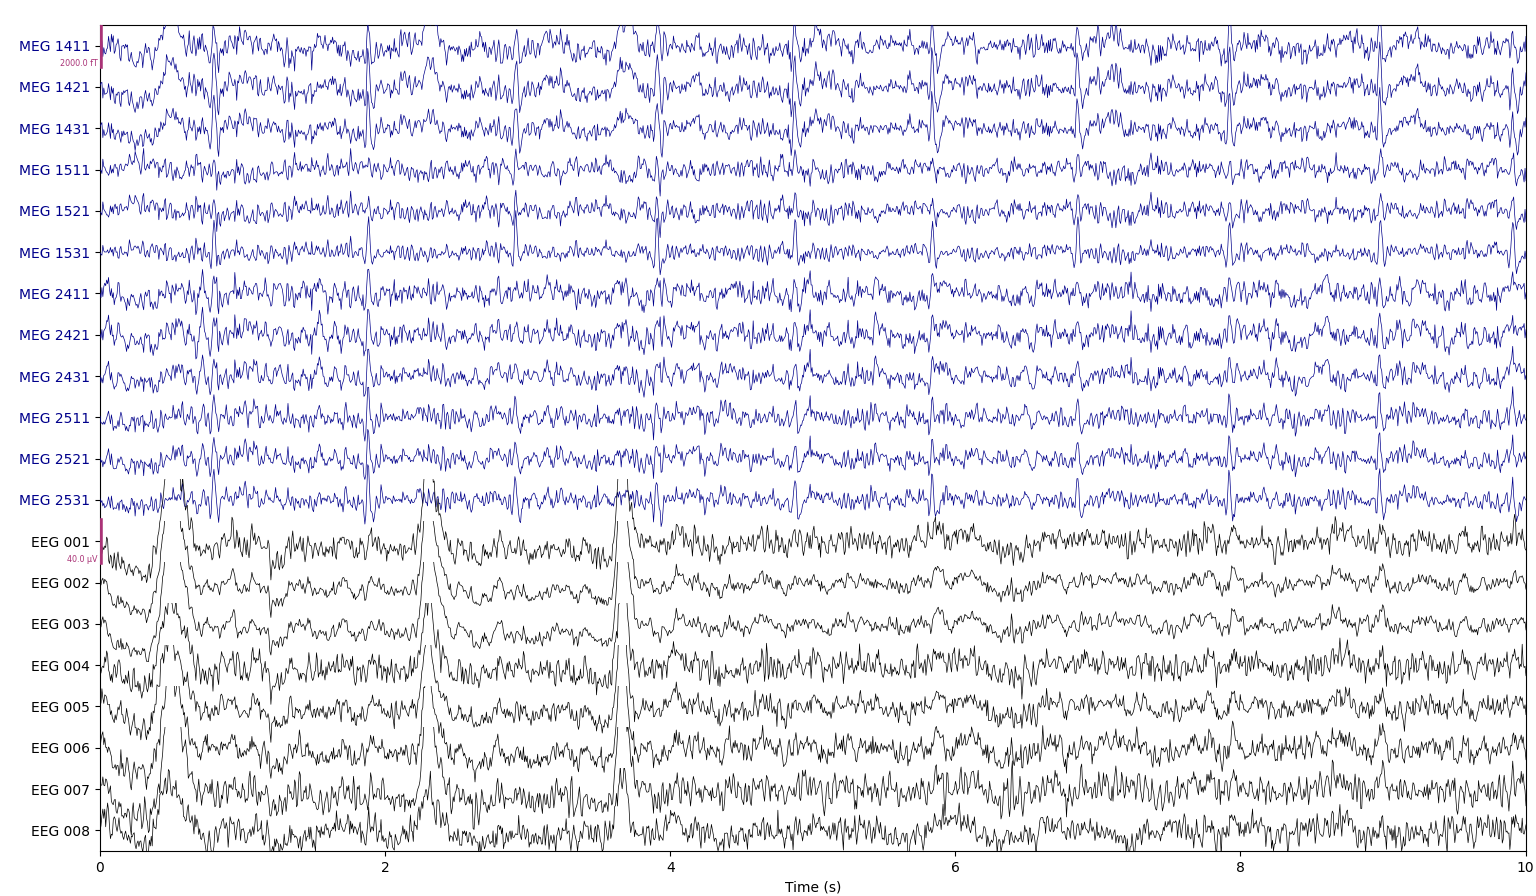 MEG 1411
2000.0 fT
MEG 1421
MEG 1431
MEG 1511
MEG 1521
MEG 1531
MEG 2411
MEG 2421
MEG 2431
MEG 2511
MEG 2521
MEG 2531
EEG 001
40.0 µV
EEG 002
EEG 003
EEG 004
EEG 005
EEG 006
EEG 007
EEG 008
0 2 4 6 8 10
Time (s)